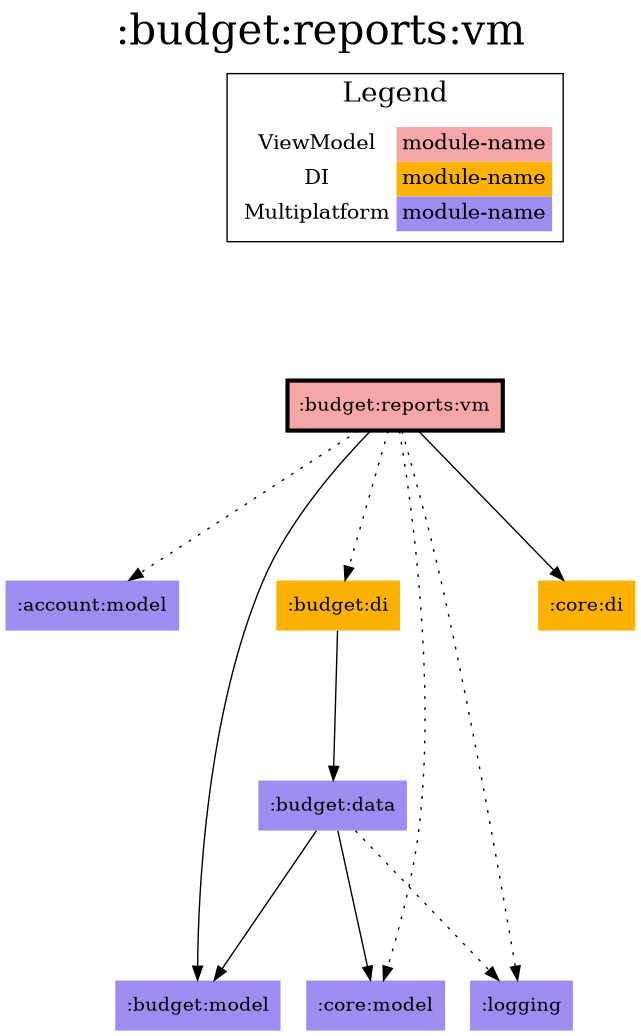 :budget:reports:vm
Legend
ViewModel module-name
DI module-name
Multiplatform module-name
:budget:reports:vm
:account:model
:budget:di
:core:di
:budget:data
:budget:model
:core:model
:logging